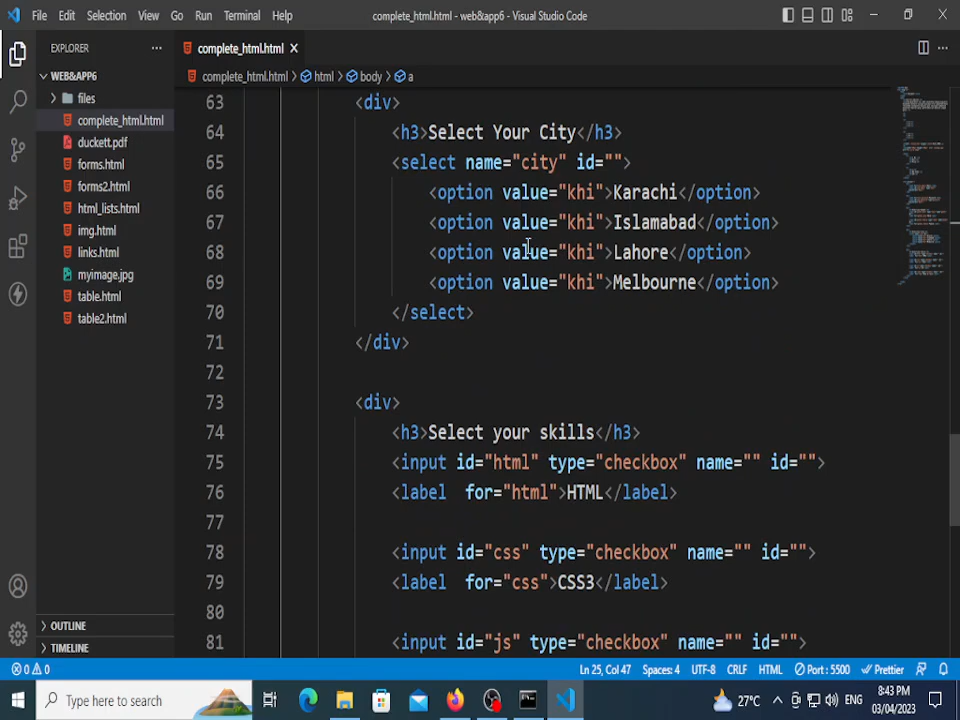 File Edit Selection View Go Run Terminal Help complete_html.html - web&app6 - Visual Studio Code
EXPLORER
complete_html.html
WEB&APP6
complete_html.html > html > body > a
files
complete_html.html
duckett.pdf
forms.html
forms2.html
html_lists.html
img.html
links.html
myimage.jpg
table.html
table2.html
OUTLINE
TIMELINE
63 <div>
64 <h3>Select Your City</h3>
65 <select name="city" id="">
66 <option value="khi">Karachi</option>
67 <option value="khi">Islamabad</option>
68 <option value="khi">Lahore</option>
69 <option value="khi">Melbourne</option>
70 </select>
71 </div>
72
73 <div>
74 <h3>Select your skills</h3>
75 <input id="html" type="checkbox" name="" id="">
76 <label  for="html">HTML</label>
77
78 <input id="css" type="checkbox" name="" id="">
79 <label  for="css">CSS3</label>
80
81 <input id="js" type="checkbox" name="" id="">
0 0 Ln 25, Col 47 Spaces: 4 UTF-8 CRLF HTML Port : 5500 Prettier
Type here to search 27°C ENG 8:43 PM
03/04/2023